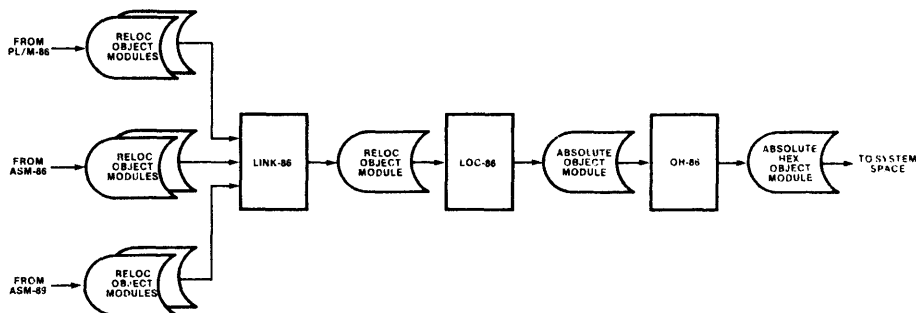 FROM
PL/M-86
RELOC
OBJECT
MODULES
FROM
ASM-86
RELOC
OBJECT
MODULES
FROM
ASM-89
RELOC
OBJECT
MODULES
LINK-86
RELOC
OBJECT
MODULE
LOC-86
ABSOLUTE
OBJECT
MODULE
OH-86
ABSOLUTE
HEX
OBJECT
MODULE
TO SYSTEM
SPACE